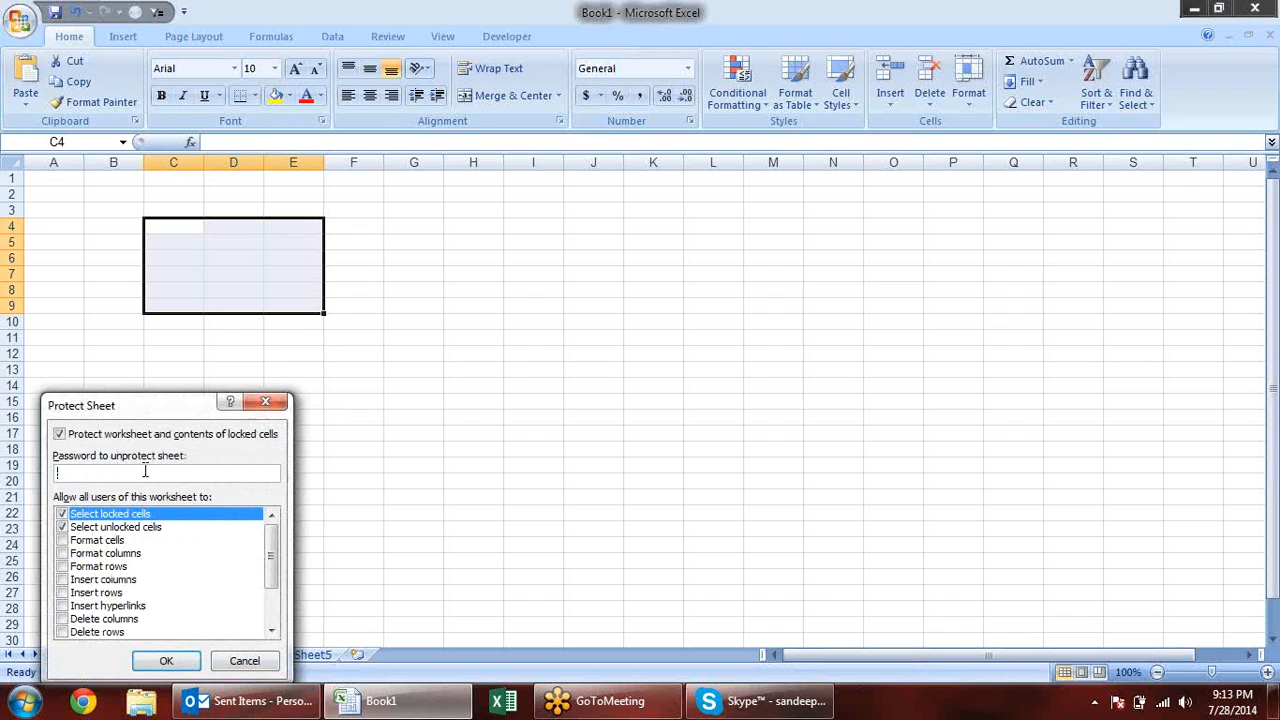 Book1 - Microsoft Excel
Home Insert Page Layout Formulas Data Review View Developer
Paste Cut Arial 10 Wrap Text General Conditional Formatting Format as Table Cell Styles Insert Delete Format AutoSum Sort & Filter Find & Select
Copy Fill
Format Painter B I U Merge & Center $ % , Clear
Clipboard Font Alignment Number Styles Cells Editing
C4 fx
A B C D E F G H I J K L M N O P Q R S T U
1
2
3
4
5
6
7
8
9
10
11
12
13
14
15
16
17
18
19
20
21
22
23
24
25
26
27
28
29
30
Protect Sheet
Protect worksheet and contents of locked cells
Password to unprotect sheet:
Allow all users of this worksheet to:
Select locked cells
Select unlocked cells
Format cells
Format columns
Format rows
Insert columns
Insert rows
Insert hyperlinks
Delete columns
Delete rows
OK Cancel
Sheet5
Ready 100%
Sent Items - Perso... Book1 GoToMeeting Skype™ - sandeep... 9:13 PM
7/28/2014